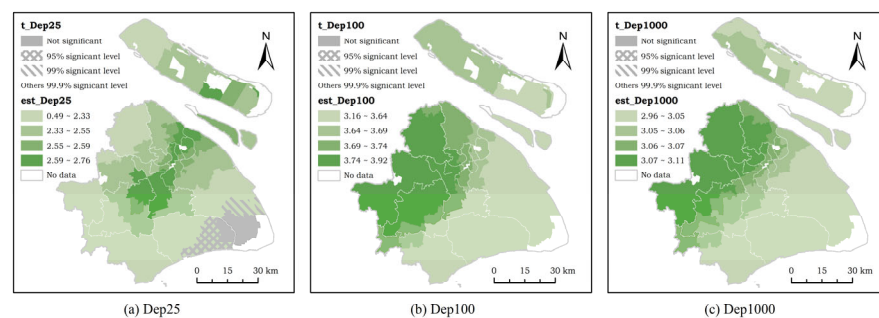 t_Dep25
Not significant
95% signicant level
99% signicant level
Others 99.9% signicant level
est_Dep25
0.49 ~ 2.33
2.33 ~ 2.55
2.55 ~ 2.59
2.59 ~ 2.76
No data
N
0 15 30 km
(a) Dep25
t_Dep100
Not significant
95% signicant level
99% signicant level
Others 99.9% signicant level
est_Dep100
3.16 ~ 3.64
3.64 ~ 3.69
3.69 ~ 3.74
3.74 ~ 3.92
No data
N
0 15 30 km
(b) Dep100
t_Dep1000
Not significant
95% signicant level
99% signicant level
Others 99.9% signicant level
est_Dep1000
2.96 ~ 3.05
3.05 ~ 3.06
3.06 ~ 3.07
3.07 ~ 3.11
No data
N
0 15 30 km
(c) Dep1000